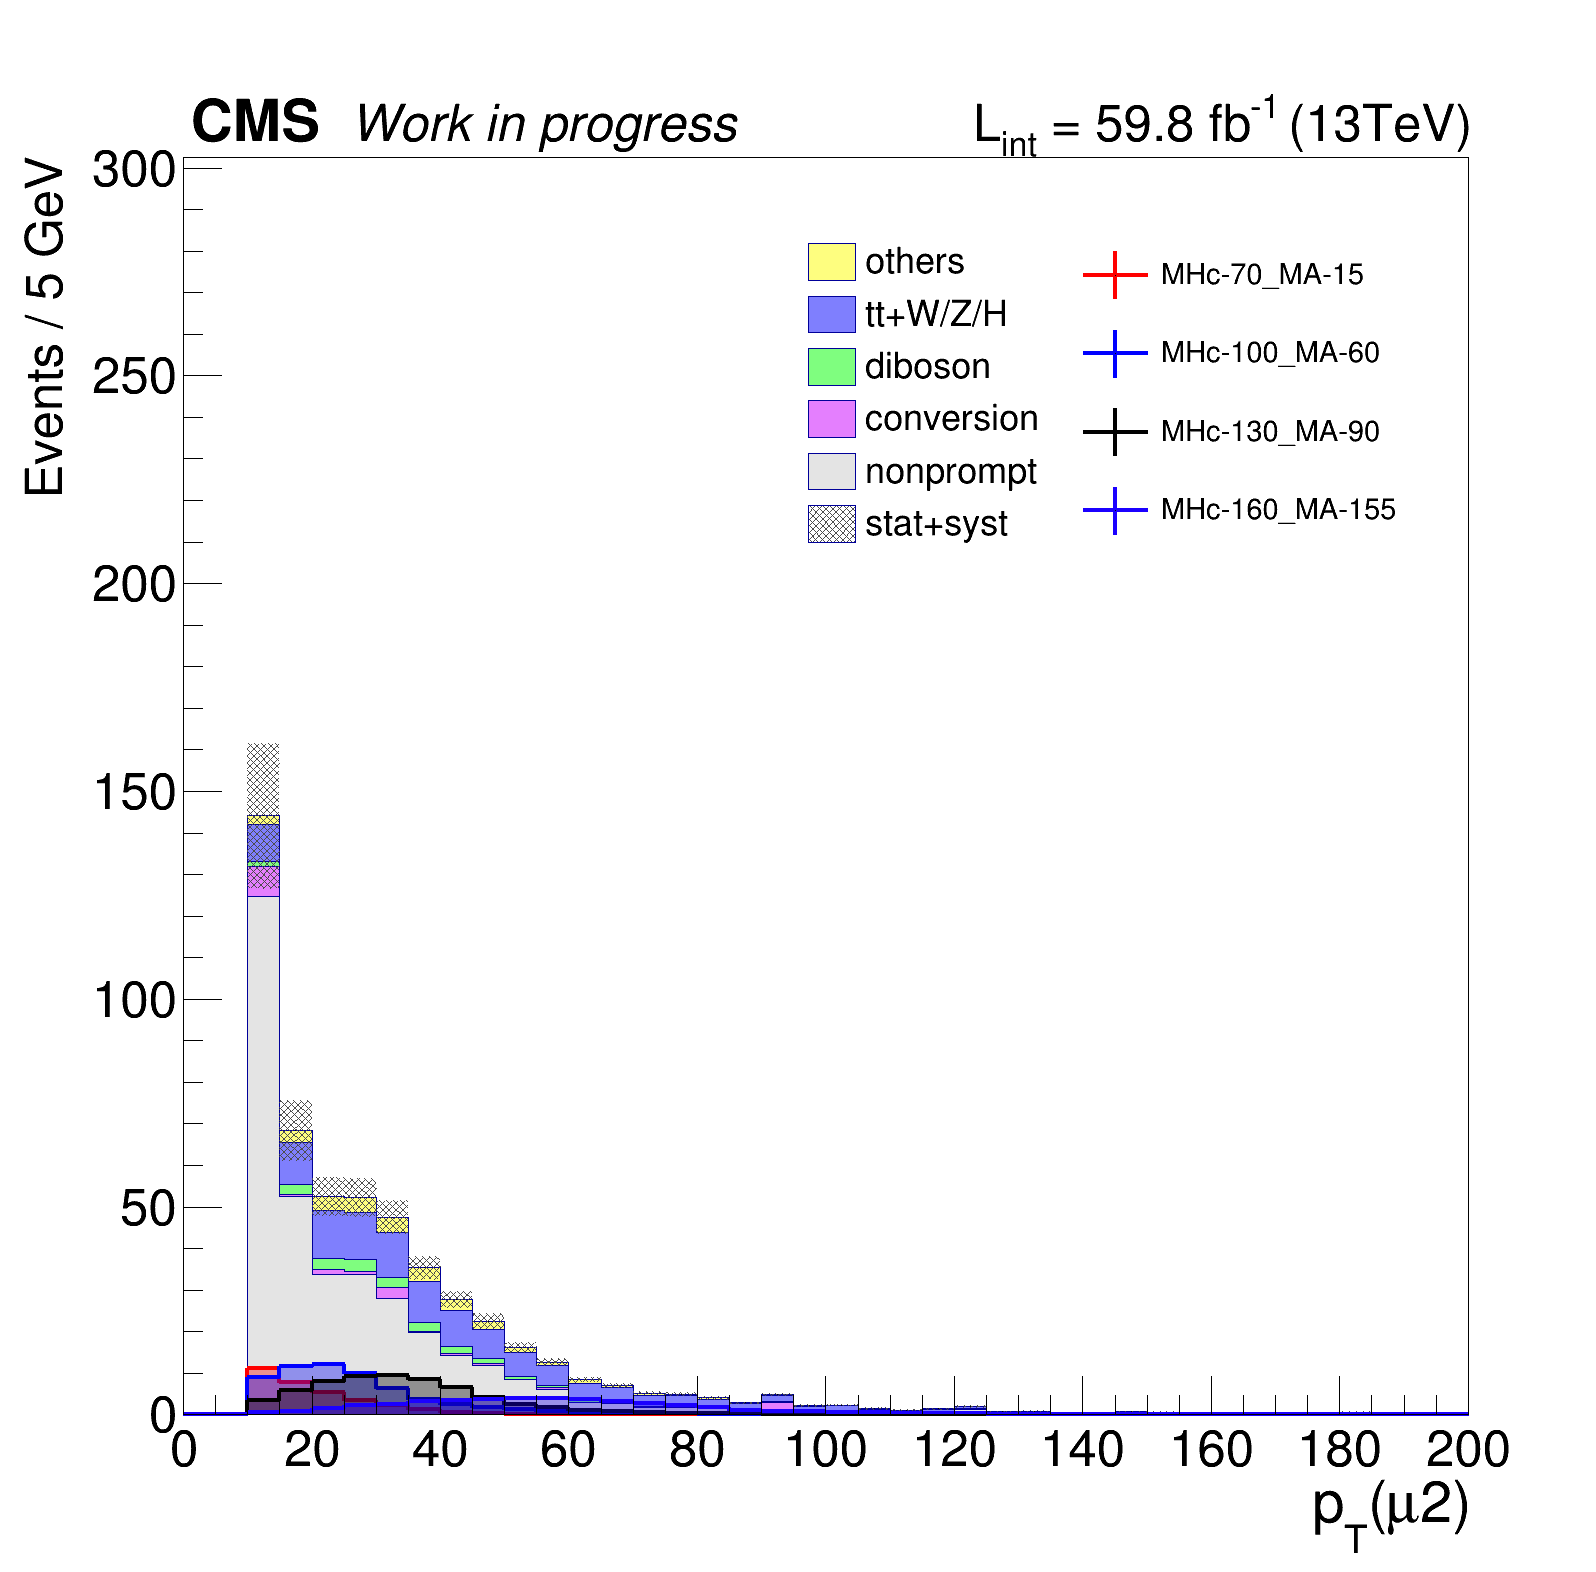 CMS Work in progress
L_int = 59.8 fb^-1 (13TeV)
Events / 5 GeV
300
250
200
150
100
50
0
others
tt+W/Z/H
diboson
conversion
nonprompt
stat+syst
MHc-70_MA-15
MHc-100_MA-60
MHc-130_MA-90
MHc-160_MA-155
0 20 40 60 80 100 120 140 160 180 200
p_T(μ2)